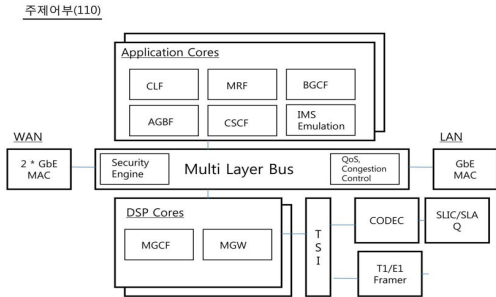 주제어부(110)
Application Cores
CLF
MRF
BGCF
AGBF
CSCF
IMS
Emulation
WAN
LAN
2 * GbE
MAC
Security
Engine
Multi Layer Bus
QoS,
Congestion
Control
GbE
MAC
DSP Cores
MGCF
MGW
T
S
I
CODEC
SLIC/SLA
Q
T1/E1
Framer